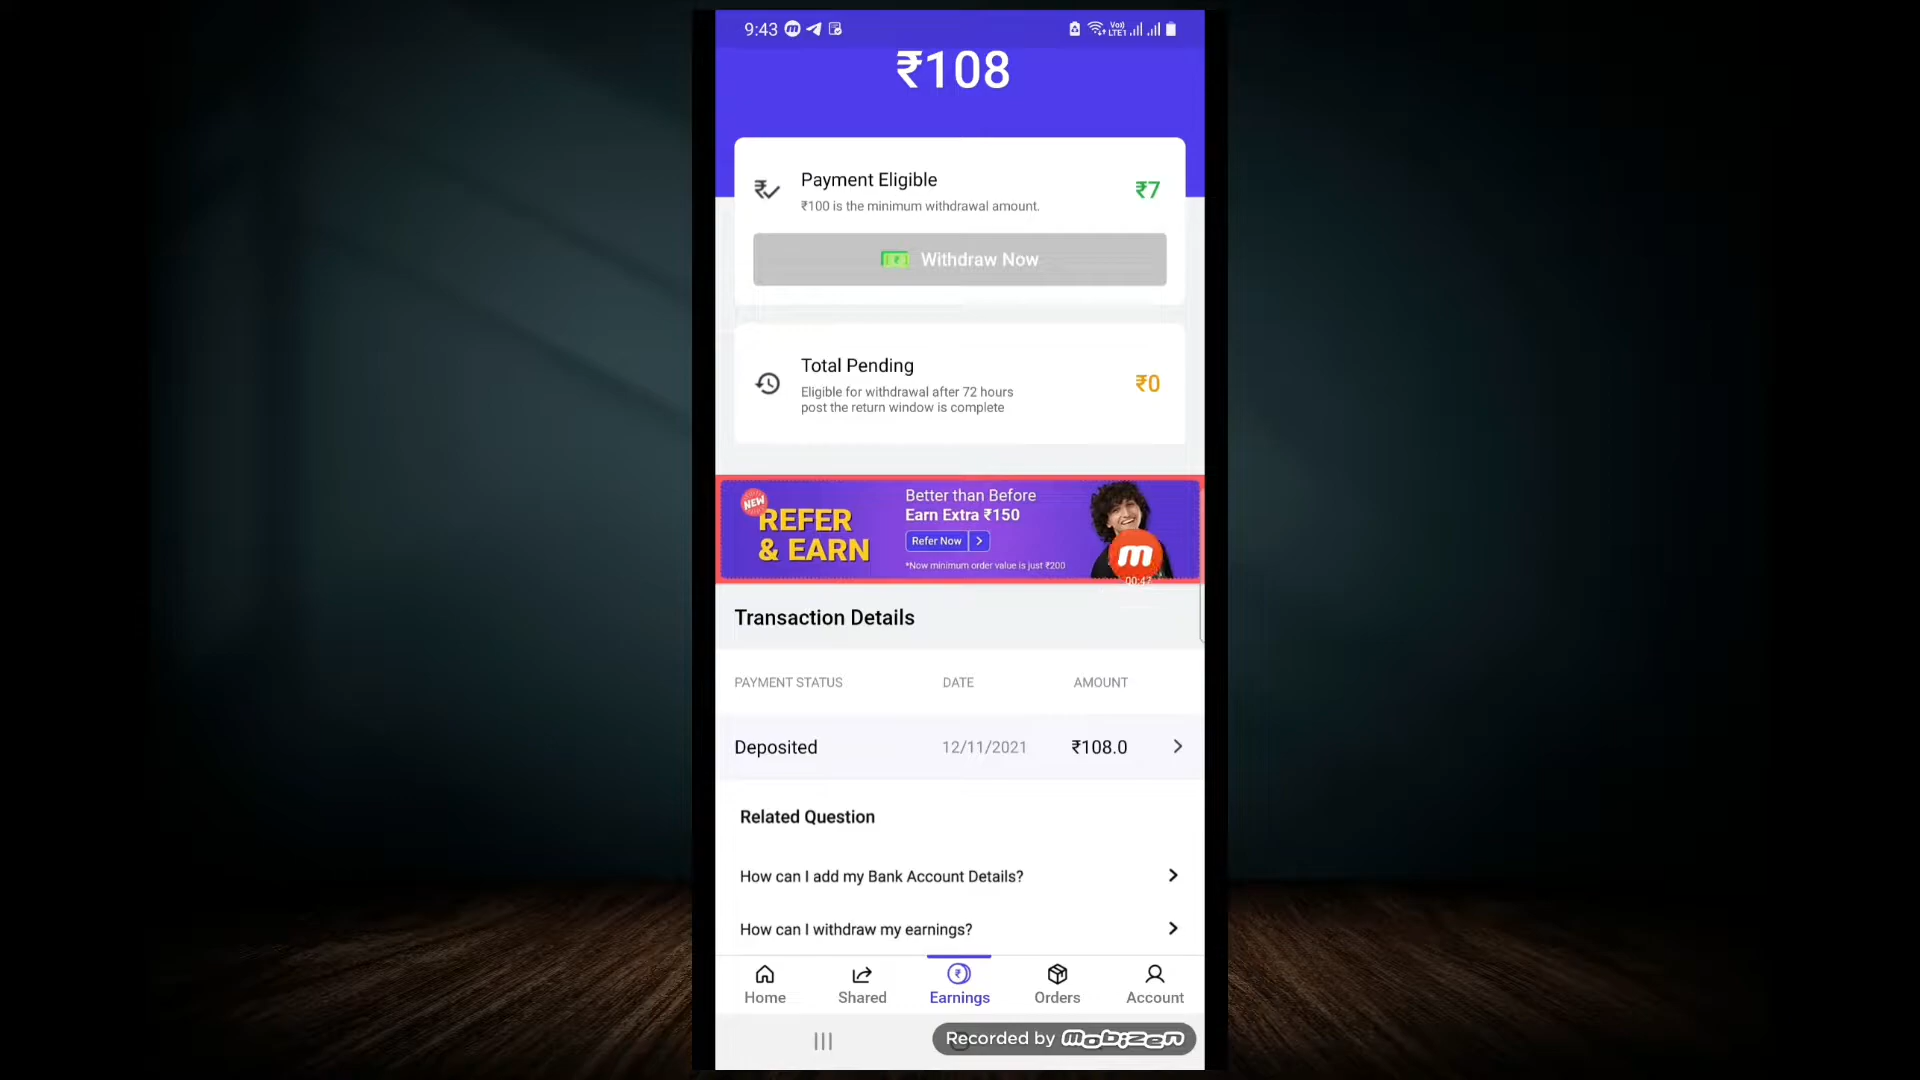 9:43
Vo)) LTE1
₹108
Payment Eligible
₹100 is the minimum withdrawal amount.
₹7
Withdraw Now
Total Pending
Eligible for withdrawal after 72 hours
post the return window is complete
₹0
NEW
REFER
& EARN
Better than Before
Earn Extra ₹150
Refer Now
*Now minimum order value is just ₹200
m
00:47
Transaction Details
PAYMENT STATUS DATE AMOUNT
Deposited 12/11/2021 ₹108.0
Related Question
How can I add my Bank Account Details?
How can I withdraw my earnings?
Home Shared Earnings Orders Account
Recorded by mobizen